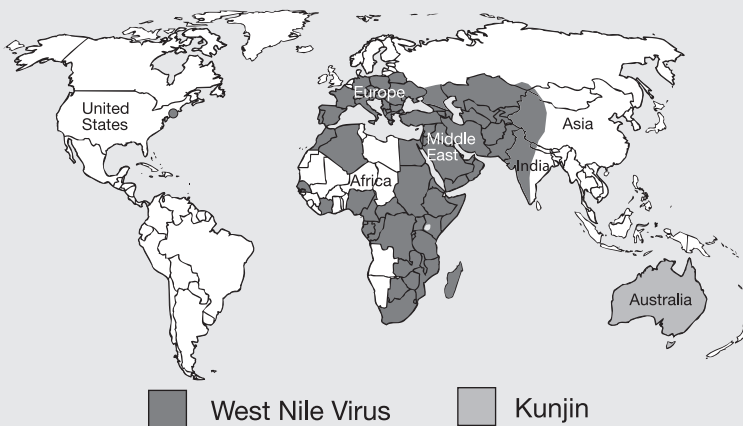 United
States
Europe
Asia
Middle
East
India
Africa
Australia
West Nile Virus
Kunjin